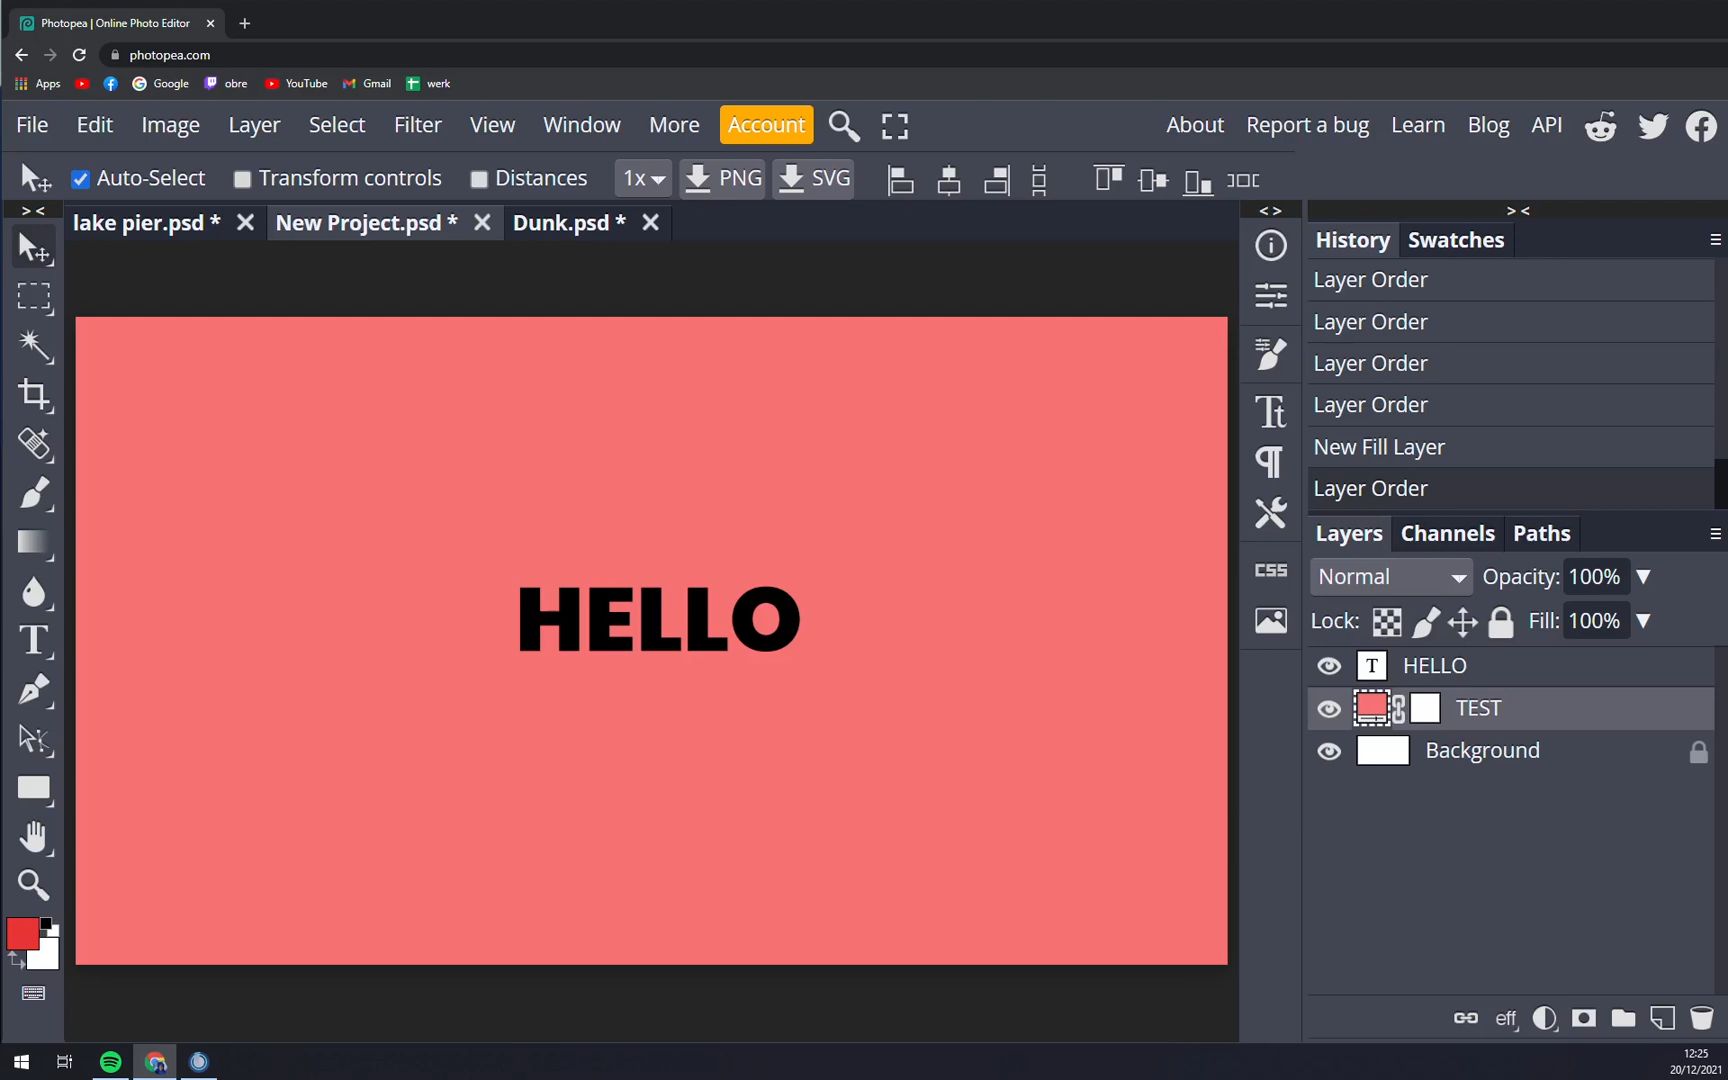 Photopea | Online Photo Editor
photopea.com
Apps Google obre YouTube Gmail werk
File Edit Image Layer Select Filter View Window More Account About Report a bug Learn Blog API
Auto-Select Transform controls Distances 1x PNG SVG
lake pier.psd * New Project.psd * Dunk.psd *
History Swatches
Layer Order
Layer Order
Layer Order
Layer Order
New Fill Layer
Layer Order
Layers Channels Paths
CSS
Normal Opacity: 100%
Lock: Fill: 100%
HELLO
T HELLO
TEST
Background
eff
12:25
20/12/2021